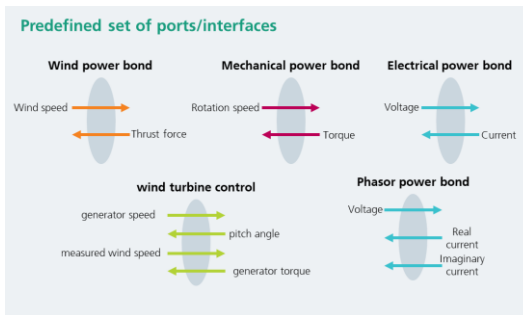 Predefined set of ports/interfaces
Wind power bond
Wind speed
Thrust force
Mechanical power bond
Rotation speed
Torque
Electrical power bond
Voltage
Current
wind turbine control
generator speed
pitch angle
measured wind speed
generator torque
Phasor power bond
Voltage
Real
current
Imaginary
current